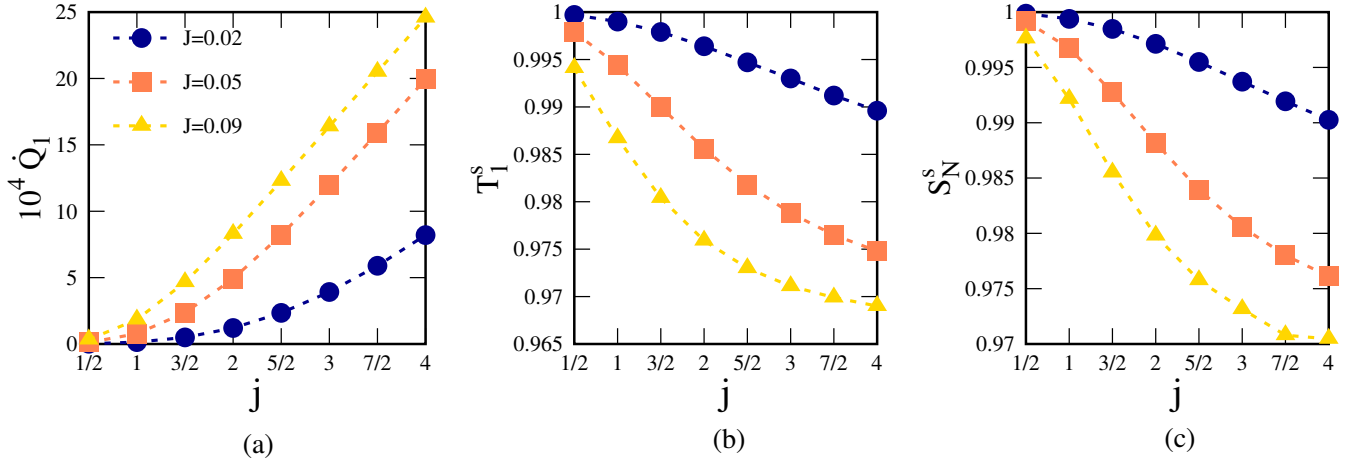 25
20
15
10
5
0
10⁴ Q̇₁
J=0.02
J=0.05
J=0.09
1/2 1 3/2 2 5/2 3 7/2 4
j
(a)
1
0.995
0.99
0.985
0.98
0.975
0.97
0.965
T₁ˢ
1/2 1 3/2 2 5/2 3 7/2 4
j
(b)
1
0.995
0.99
0.985
0.98
0.975
0.97
S_N^s
1/2 1 3/2 2 5/2 3 7/2 4
j
(c)